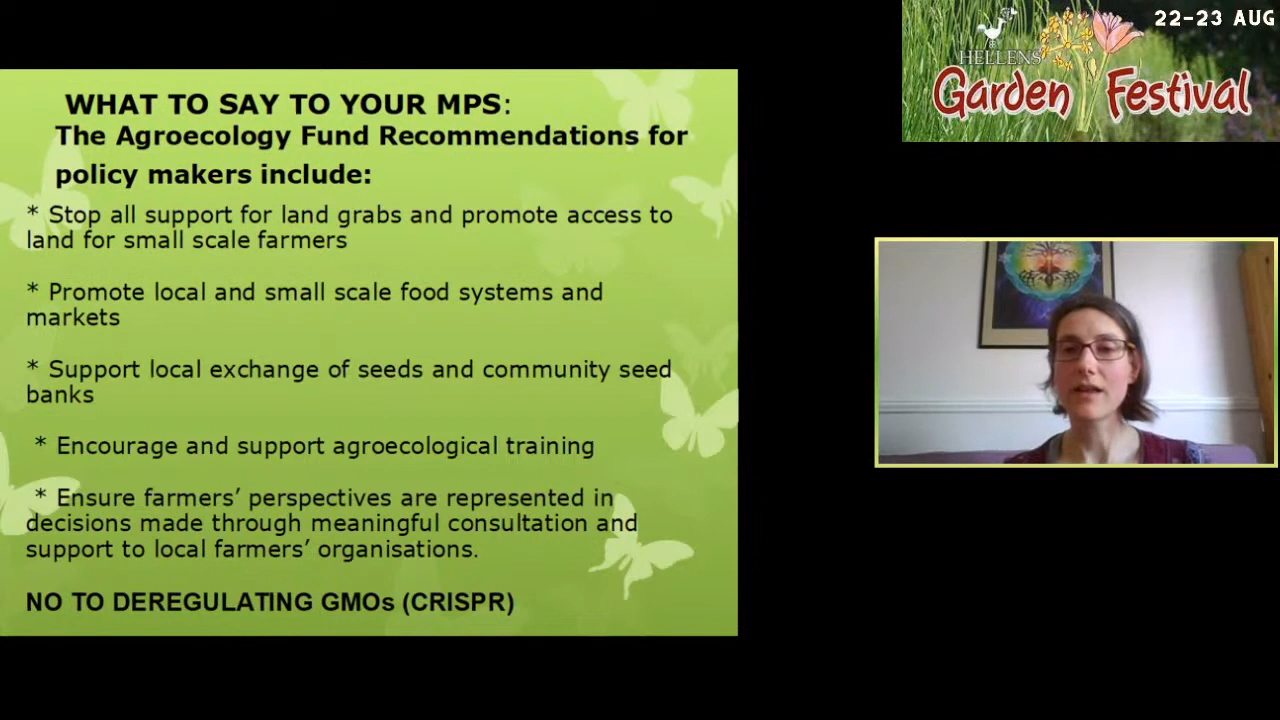 WHAT TO SAY TO YOUR MPS:
The Agroecology Fund Recommendations for
policy makers include:
* Stop all support for land grabs and promote access to
land for small scale farmers
* Promote local and small scale food systems and
markets
* Support local exchange of seeds and community seed
banks
* Encourage and support agroecological training
* Ensure farmers’ perspectives are represented in
decisions made through meaningful consultation and
support to local farmers’ organisations.
NO TO DEREGULATING GMOs (CRISPR)
22-23 AUG
HELLENS
Garden Festival